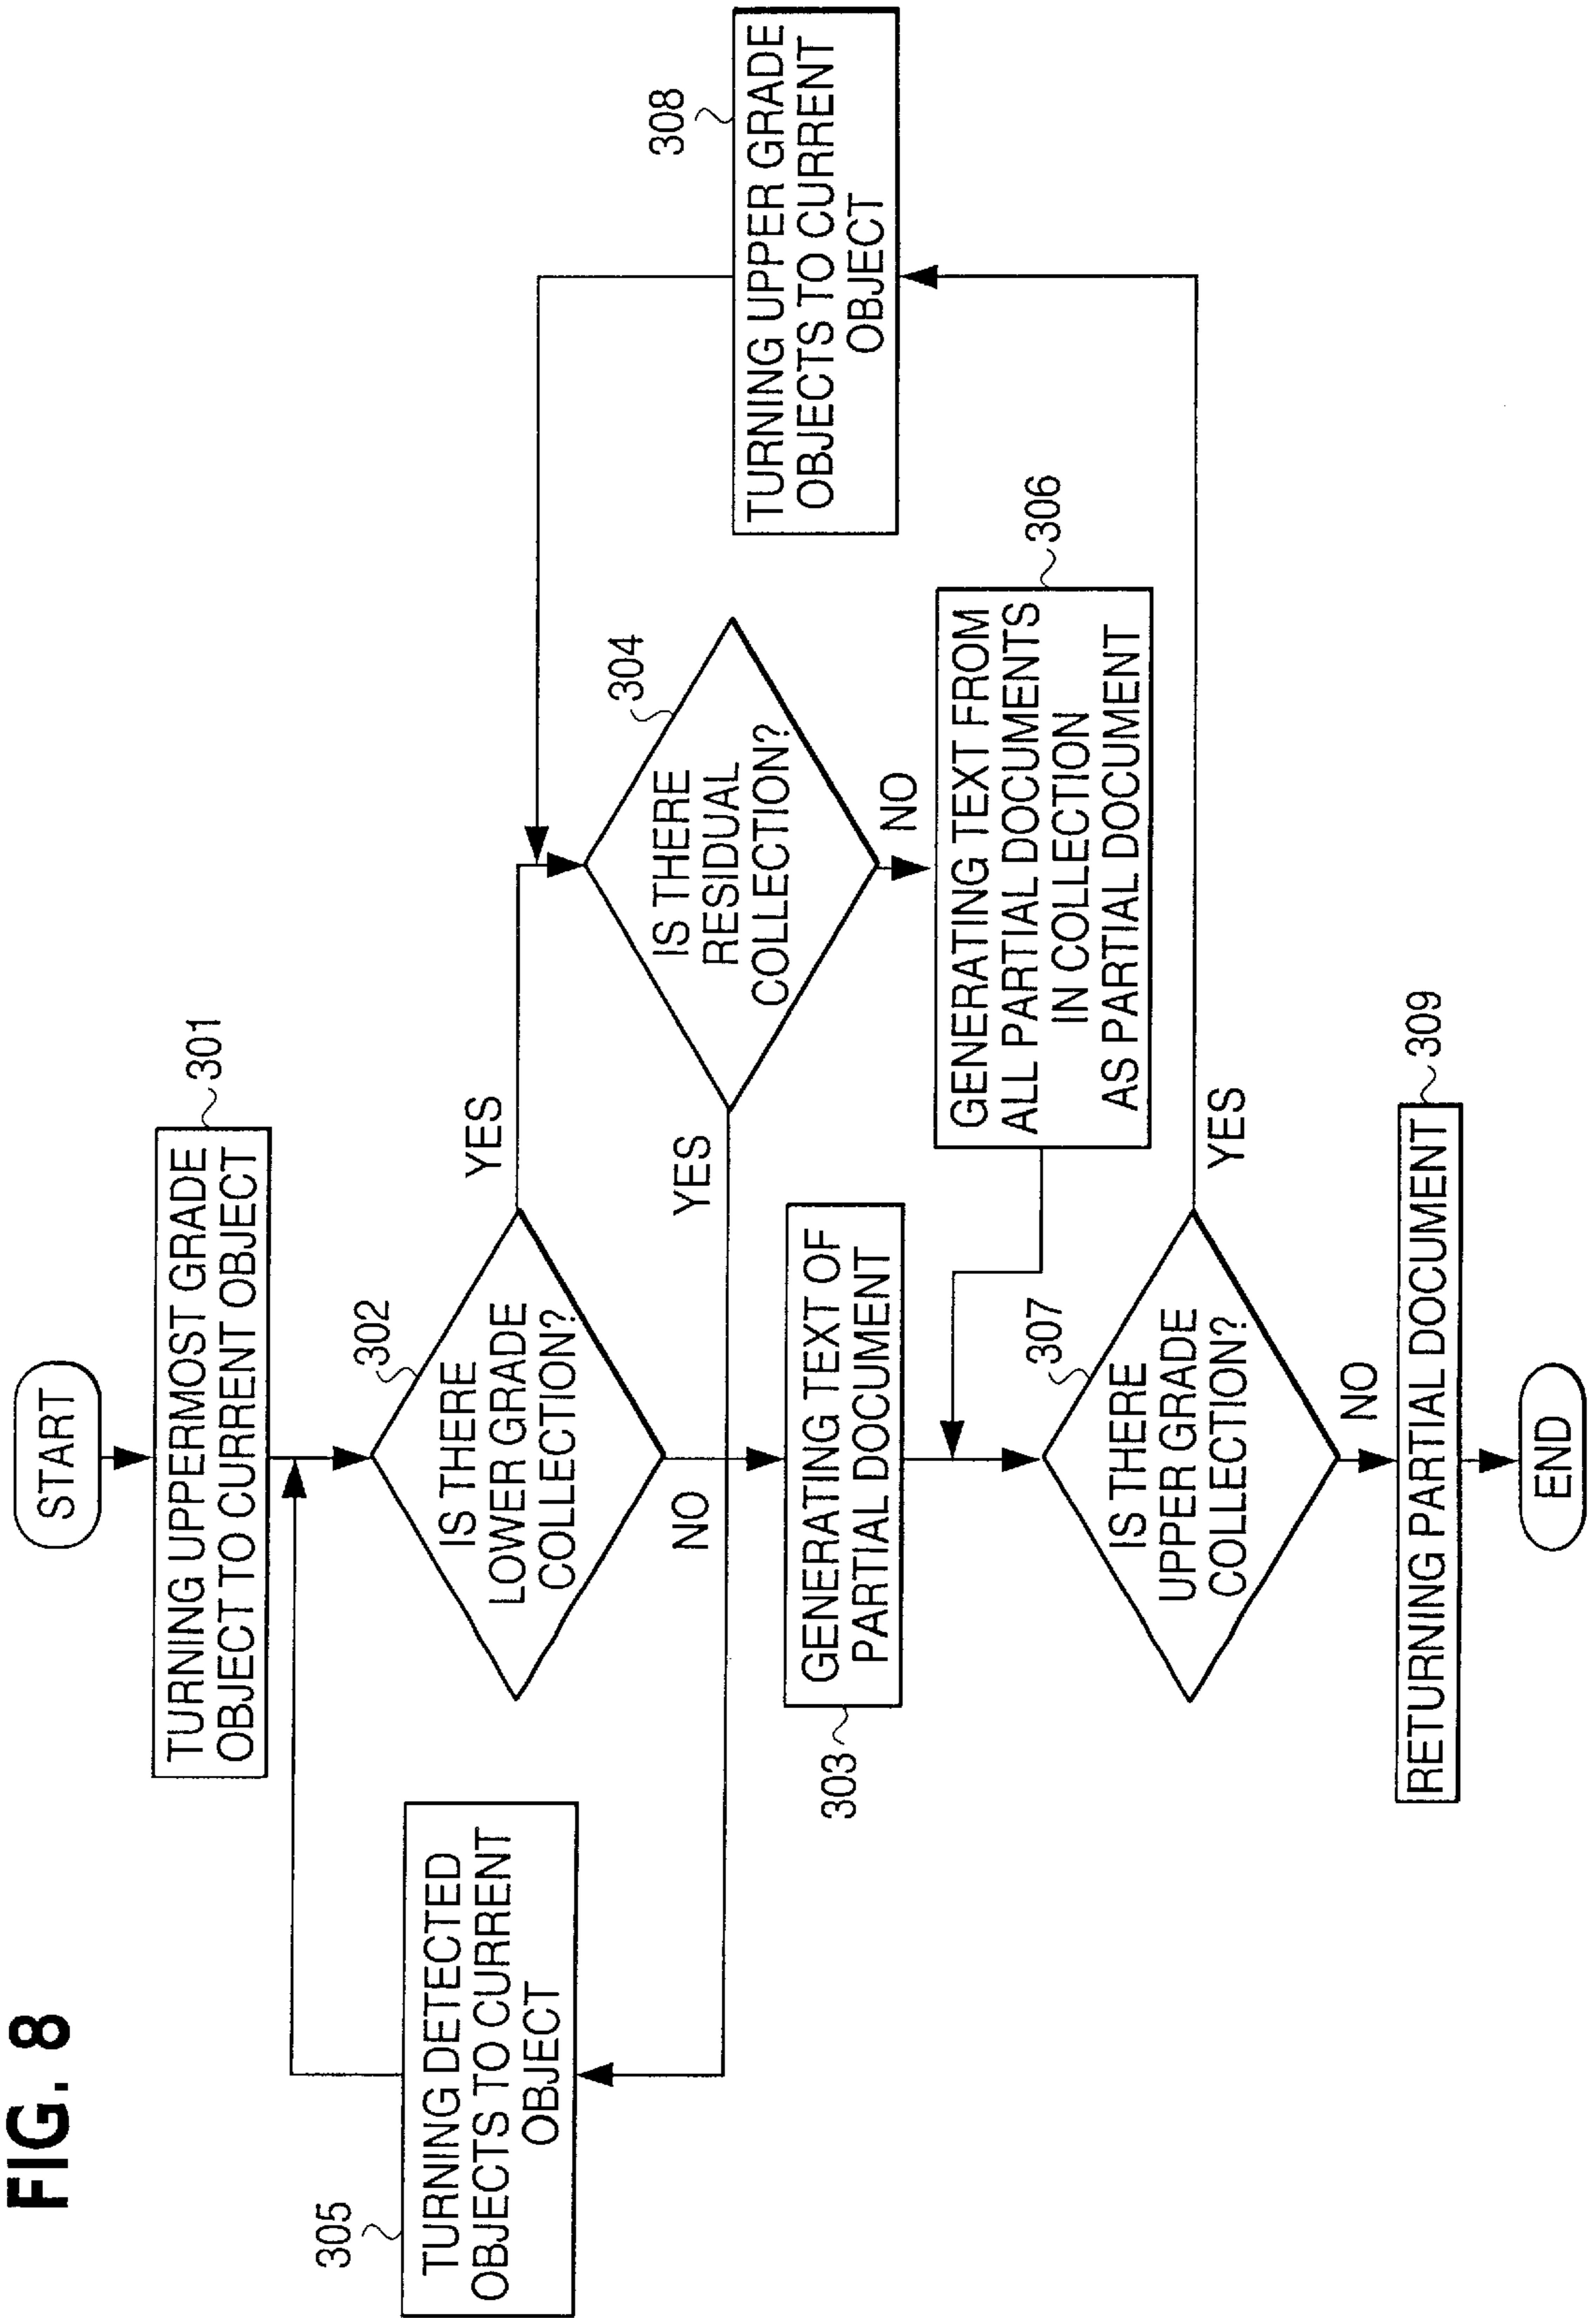 FIG. 8
START
TURNING UPPERMOST GRADE
OBJECT TO CURRENT OBJECT
301
302
IS THERE
LOWER GRADE
COLLECTION?
YES
NO
305
TURNING DETECTED
OBJECTS TO CURRENT
OBJECT
304
IS THERE
RESIDUAL
COLLECTION?
YES
NO
308
TURNING UPPER GRADE
OBJECTS TO CURRENT
OBJECT
303
GENERATING TEXT OF
PARTIAL DOCUMENT
306
GENERATING TEXT FROM
ALL PARTIAL DOCUMENTS
IN COLLECTION
AS PARTIAL DOCUMENT
307
IS THERE
UPPER GRADE
COLLECTION?
YES
NO
RETURNING PARTIAL DOCUMENT
309
END